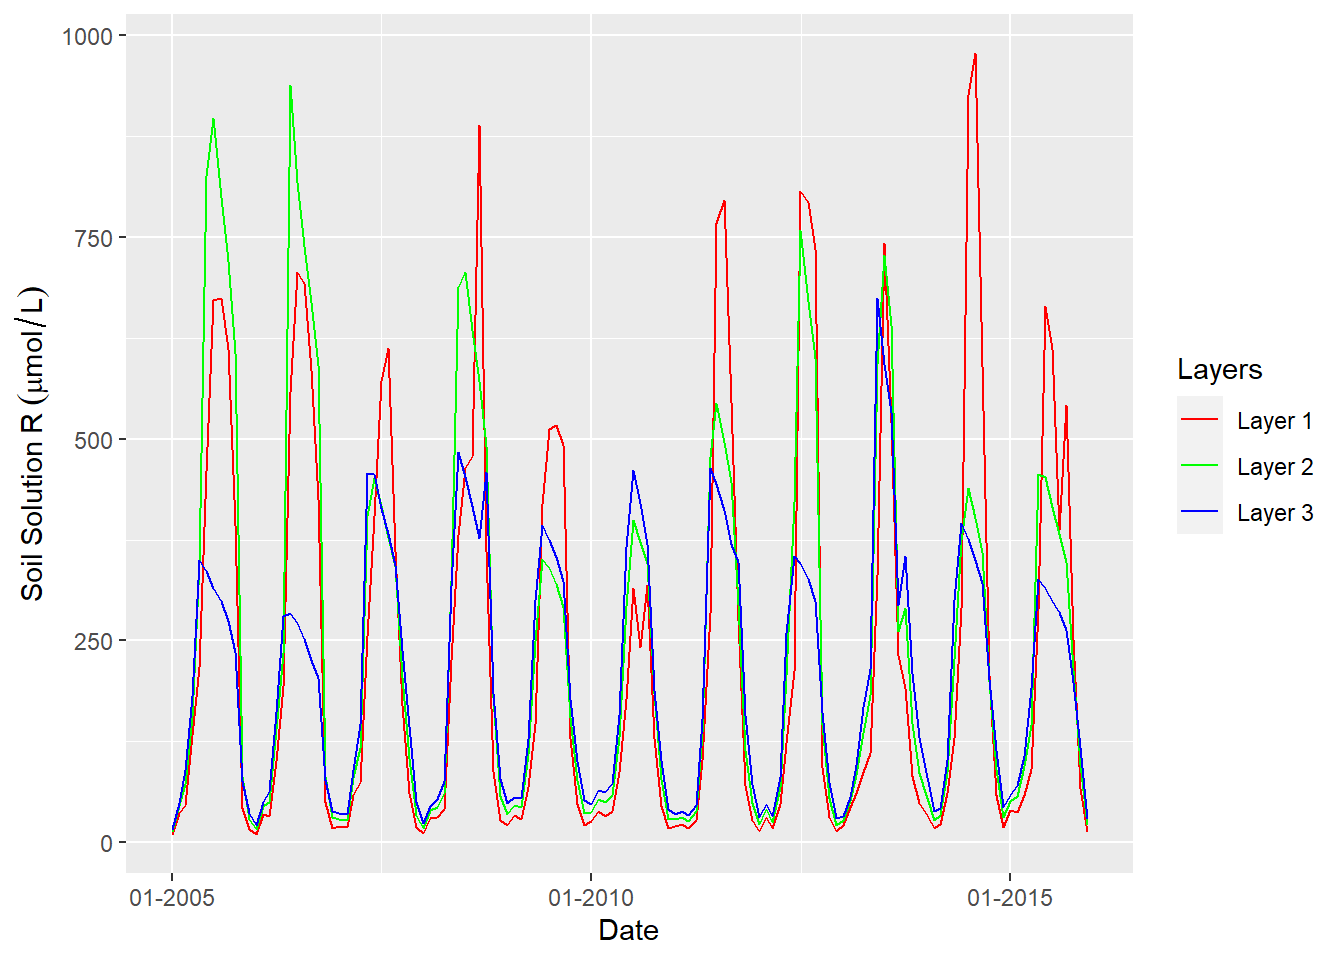 1000
750
500
250
0
Soil Solution R (μmol/L)
01-2005
01-2010
01-2015
Date
Layers
Layer 1
Layer 2
Layer 3